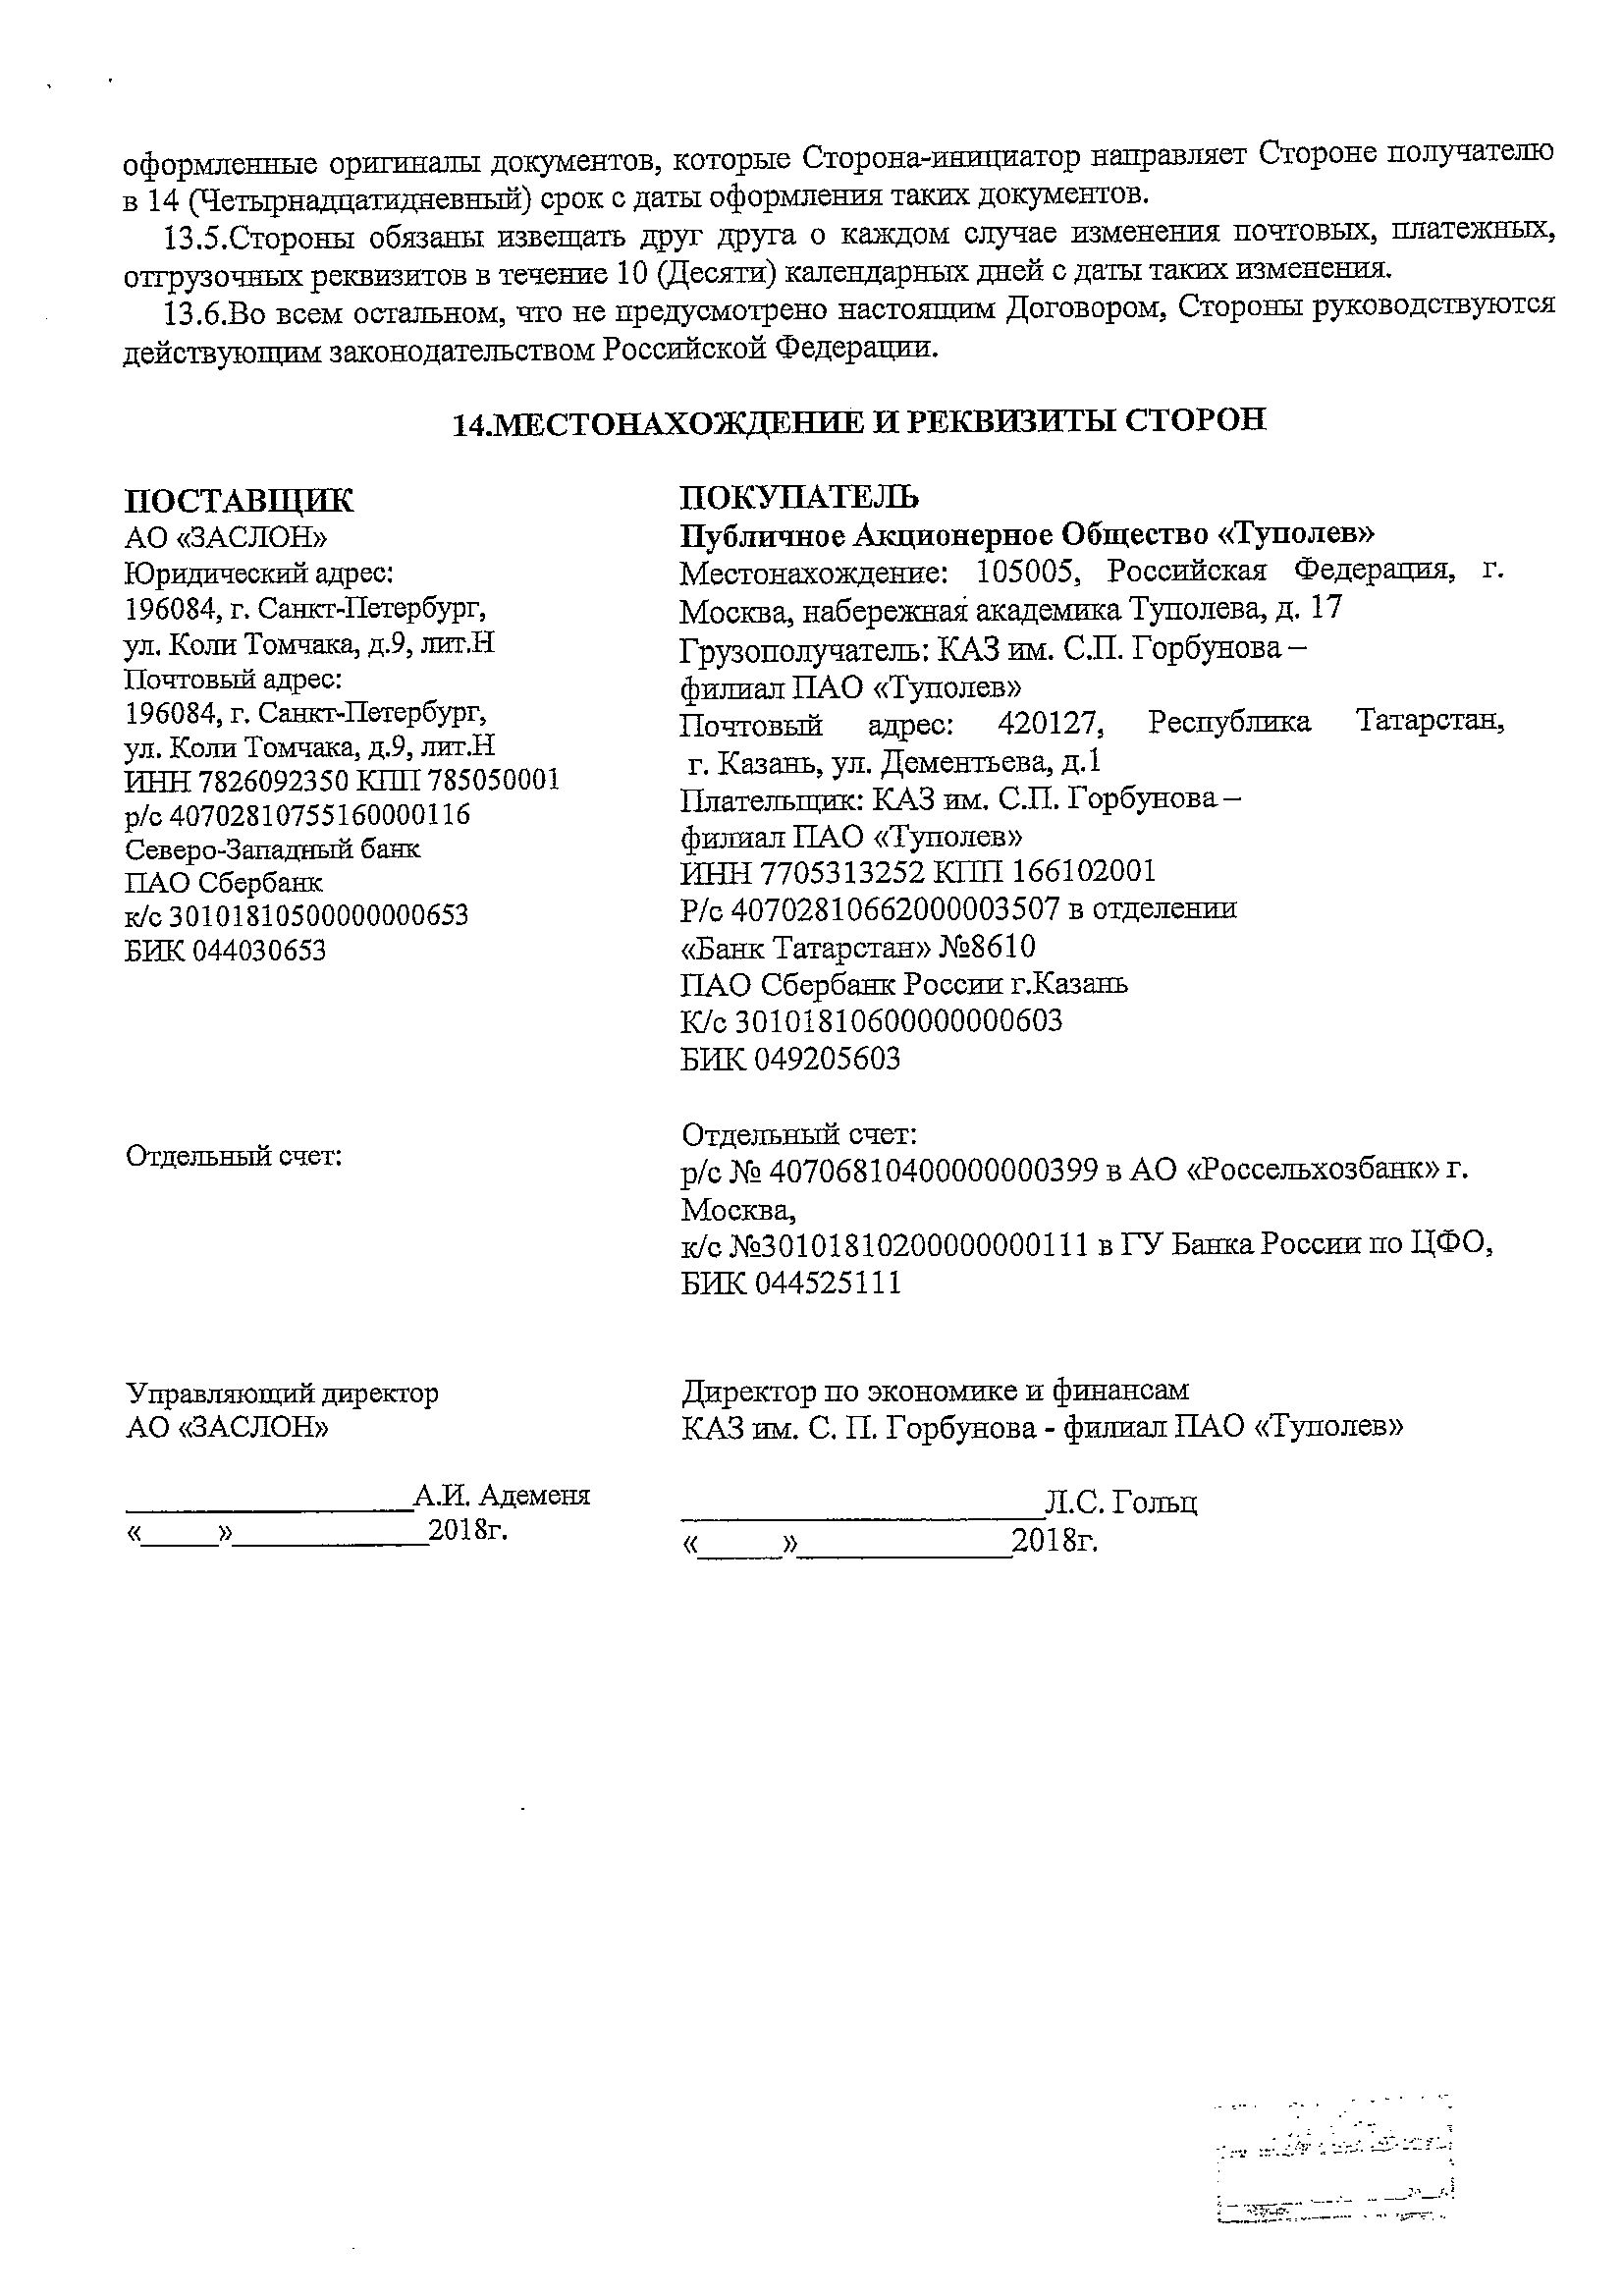 оформленные оригиналы документов, которые Сторона-инициатор направляет Стороне получателю
в 14 (Четырнадцатидневный) срок с даты оформления таких документов.
13.5.Стороны обязаны извещать друг друга о каждом случае изменения почтовых, платежных,
отгрузочных реквизитов в течение 10 (Десяти) календарных дней с даты таких изменения.
13.6.Во всем остальном, что не предусмотрено настоящим Договором, Стороны руководствуются
действующим законодательством Российской Федерации.
14.МЕСТОНАХОЖДЕНИЕ И РЕКВИЗИТЫ СТОРОН
ПОСТАВЩИК
АО «ЗАСЛОН»
Юридический адрес:
196084, г. Санкт-Петербург,
ул. Коли Томчака, д.9, лит.Н
Почтовый адрес:
196084, г. Санкт-Петербург,
ул. Коли Томчака, д.9, лит.Н
ИНН 7826092350 КПП 785050001
р/с 40702810755160000116
Северо-Западный банк
ПАО Сбербанк
к/с 30101810500000000653
БИК 044030653
Отдельный счет:
Управляющий директор
АО «ЗАСЛОН»
____________________А.И. Адеменя
«_____»_____________2018г.
ПОКУПАТЕЛЬ
Публичное Акционерное Общество «Туполев»
Местонахождение: 105005, Российская Федерация, г.
Москва, набережная академика Туполева, д. 17
Грузополучатель: КАЗ им. С.П. Горбунова –
филиал ПАО «Туполев»
Почтовый адрес: 420127, Республика Татарстан,
г. Казань, ул. Дементьева, д.1
Плательщик: КАЗ им. С.П. Горбунова –
филиал ПАО «Туполев»
ИНН 7705313252 КПП 166102001
Р/с 40702810662000003507 в отделении
«Банк Татарстан» №8610
ПАО Сбербанк России г.Казань
К/с 30101810600000000603
БИК 049205603
Отдельный счет:
р/с № 40706810400000000399 в АО «Россельхозбанк» г.
Москва,
к/с №30101810200000000111 в ГУ Банка России по ЦФО,
БИК 044525111
Директор по экономике и финансам
КАЗ им. С. П. Горбунова - филиал ПАО «Туполев»
_________________________Л.С. Гольц
«_____»______________2018г.